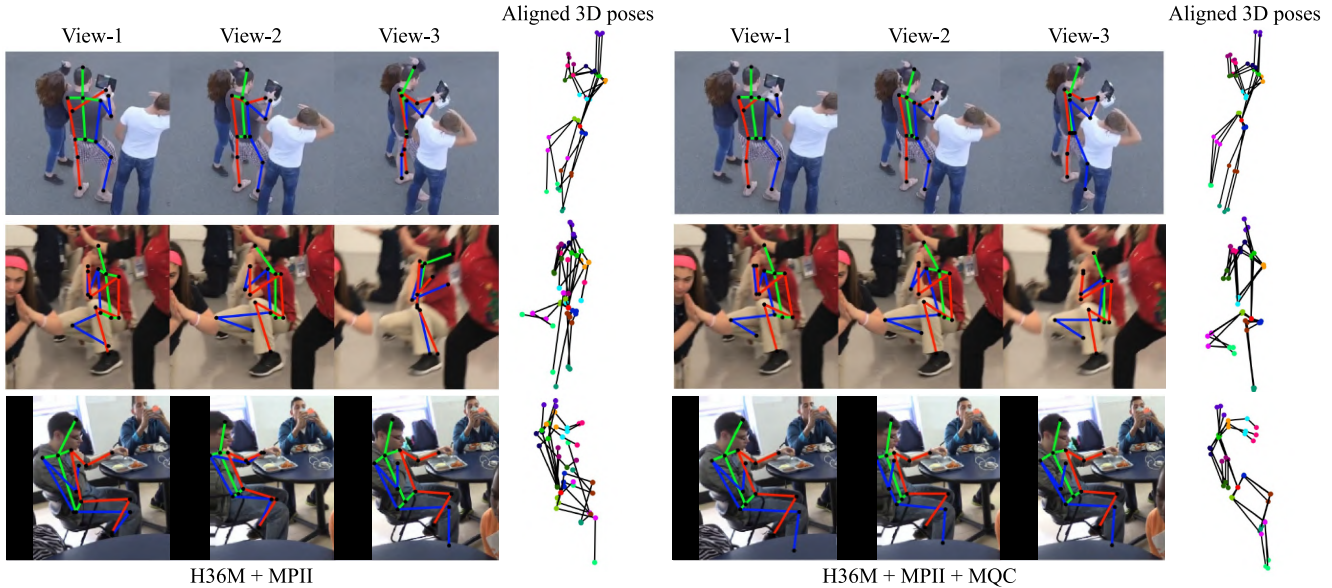 Aligned 3D poses
View-1 View-2 View-3
Aligned 3D poses
View-1 View-2 View-3
H36M + MPII
H36M + MPII + MQC